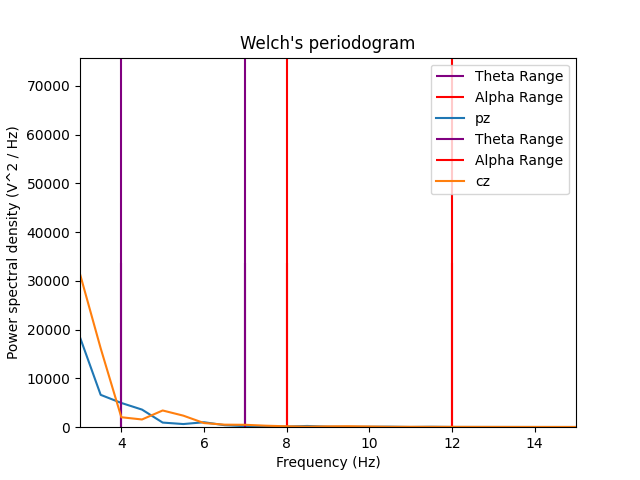 Welch's periodogram
Power spectral density (V^2 / Hz)
70000
60000
50000
40000
30000
20000
10000
0
Theta Range
Alpha Range
pz
Theta Range
Alpha Range
cz
4 6 8 10 12 14
Frequency (Hz)